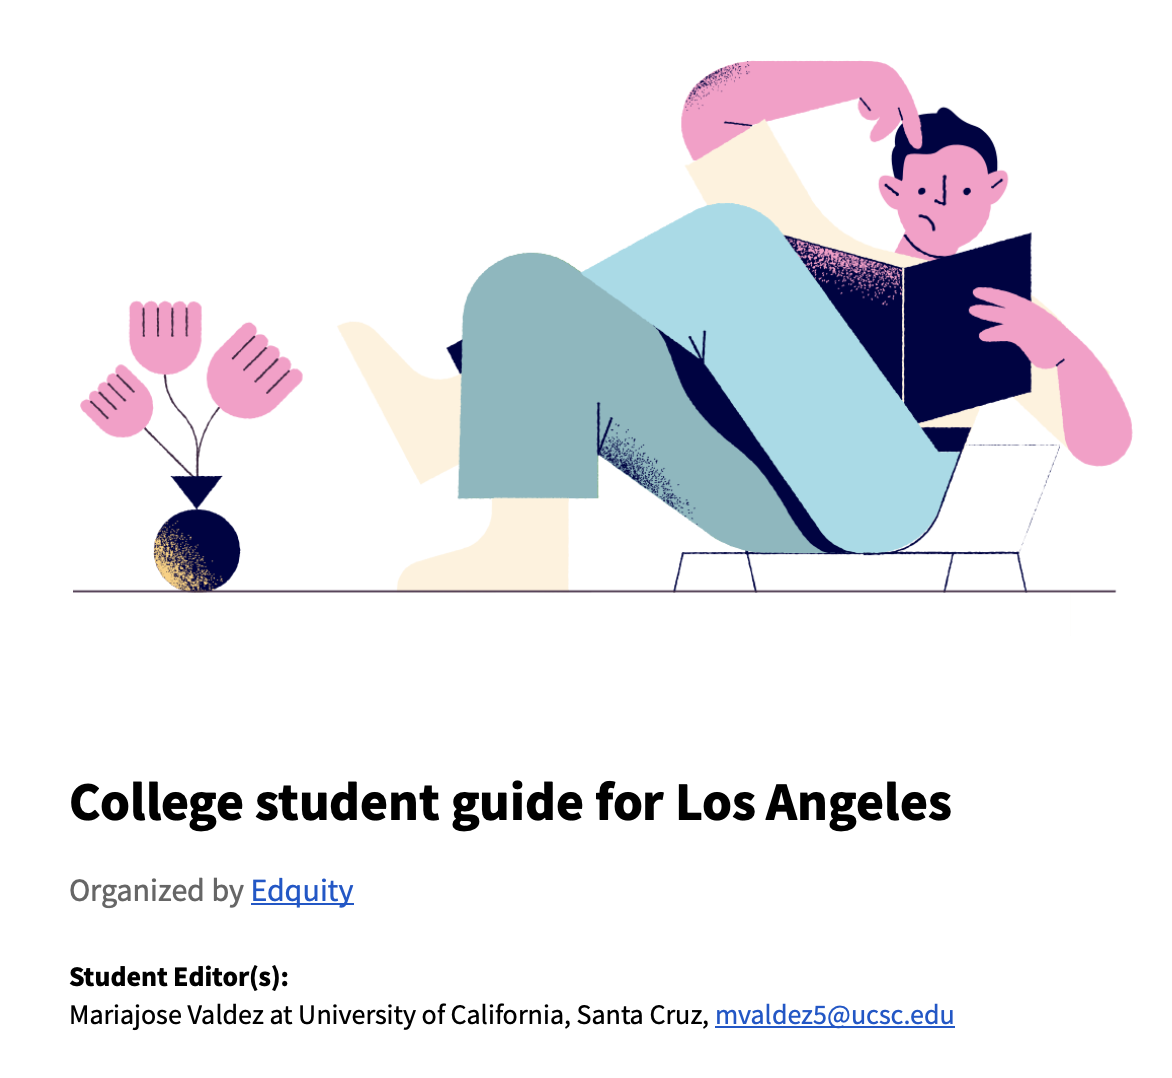 College student guide for Los Angeles
Organized by Edquity
Student Editor(s):
Mariajose Valdez at University of California, Santa Cruz, mvaldez5@ucsc.edu